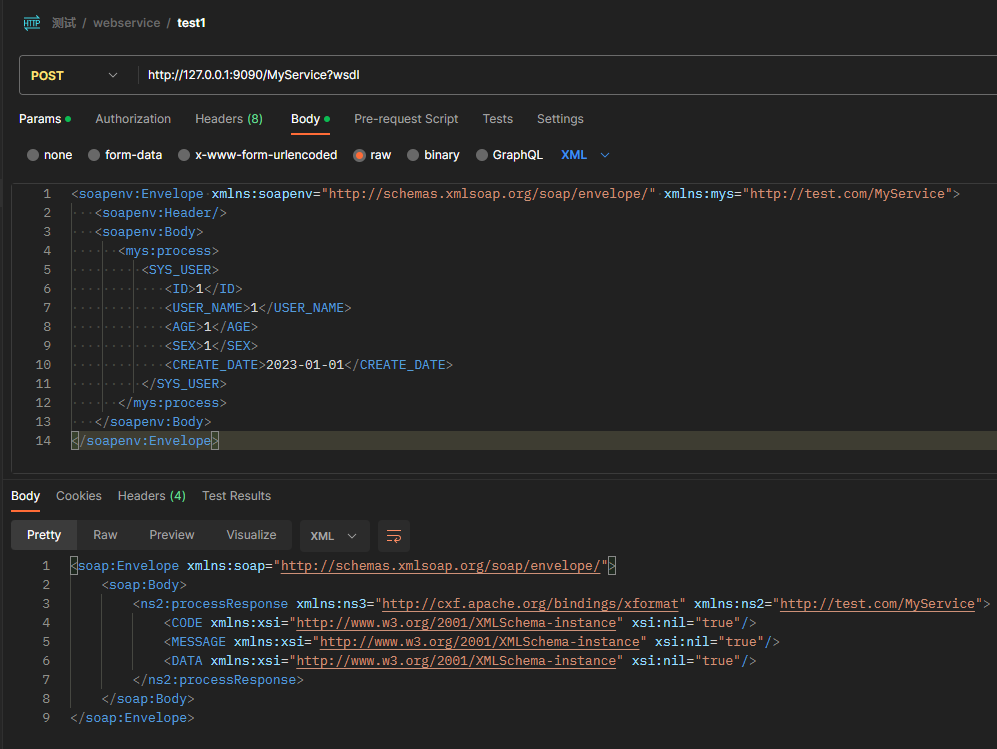 HTTP 测试 / webservice / test1
POST http://127.0.0.1:9090/MyService?wsdl
Params Authorization Headers (8) Body Pre-request Script Tests Settings
none form-data x-www-form-urlencoded raw binary GraphQL XML
1 <soapenv:Envelope xmlns:soapenv="http://schemas.xmlsoap.org/soap/envelope/" xmlns:mys="http://test.com/MyService">
2 <soapenv:Header/>
3 <soapenv:Body>
4 <mys:process>
5 <SYS_USER>
6 <ID>1</ID>
7 <USER_NAME>1</USER_NAME>
8 <AGE>1</AGE>
9 <SEX>1</SEX>
10 <CREATE_DATE>2023-01-01</CREATE_DATE>
11 </SYS_USER>
12 </mys:process>
13 </soapenv:Body>
14 </soapenv:Envelope>
Body Cookies Headers (4) Test Results
Pretty Raw Preview Visualize XML
1 <soap:Envelope xmlns:soap="http://schemas.xmlsoap.org/soap/envelope/">
2 <soap:Body>
3 <ns2:processResponse xmlns:ns3="http://cxf.apache.org/bindings/xformat" xmlns:ns2="http://test.com/MyService">
4 <CODE xmlns:xsi="http://www.w3.org/2001/XMLSchema-instance" xsi:nil="true"/>
5 <MESSAGE xmlns:xsi="http://www.w3.org/2001/XMLSchema-instance" xsi:nil="true"/>
6 <DATA xmlns:xsi="http://www.w3.org/2001/XMLSchema-instance" xsi:nil="true"/>
7 </ns2:processResponse>
8 </soap:Body>
9 </soap:Envelope>